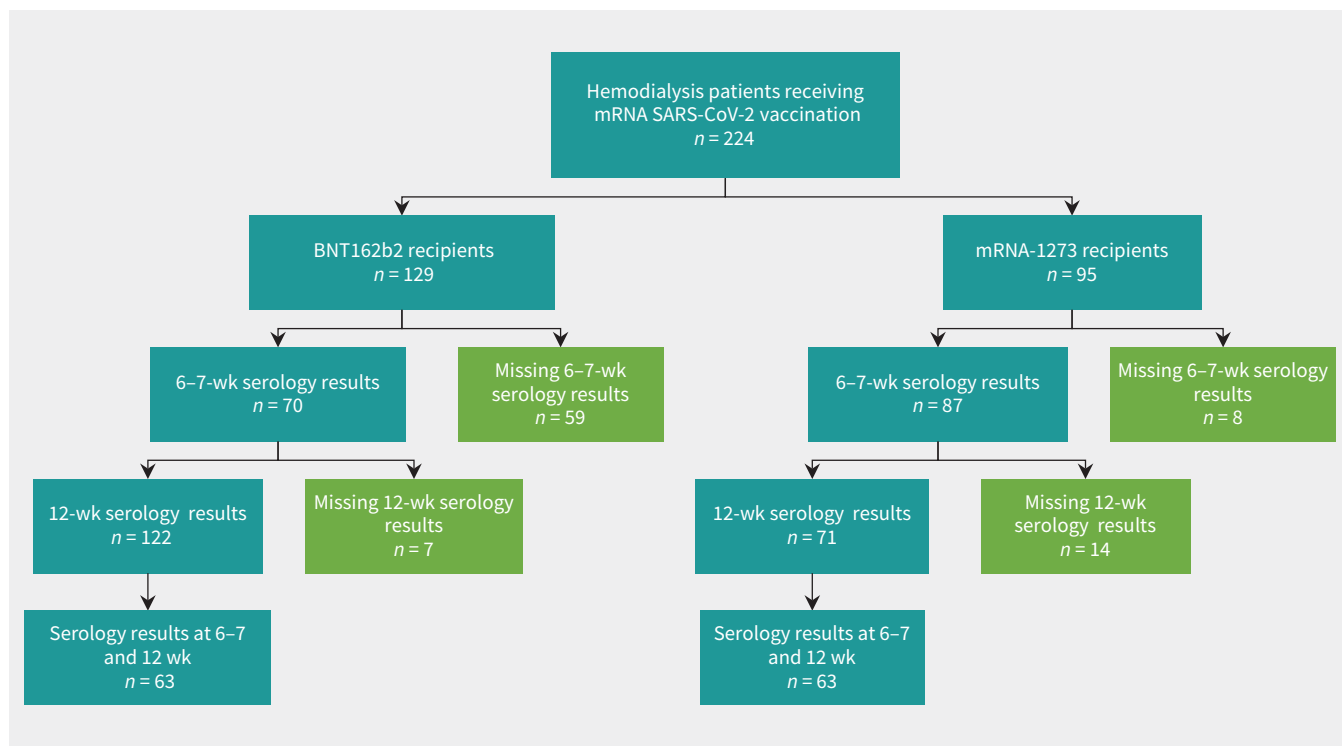 Hemodialysis patients receiving
mRNA SARS-CoV-2 vaccination
n = 224
BNT162b2 recipients
n = 129
mRNA-1273 recipients
n = 95
6–7-wk serology results
n = 70
Missing 6–7-wk
serology results
n = 59
6–7-wk serology results
n = 87
Missing 6–7-wk serology
results
n = 8
12-wk serology results
n = 122
Missing 12-wk serology
results
n = 7
12-wk serology results
n = 71
Missing 12-wk
serology results
n = 14
Serology results at 6–7
and 12 wk
n = 63
Serology results at 6–7
and 12 wk
n = 63